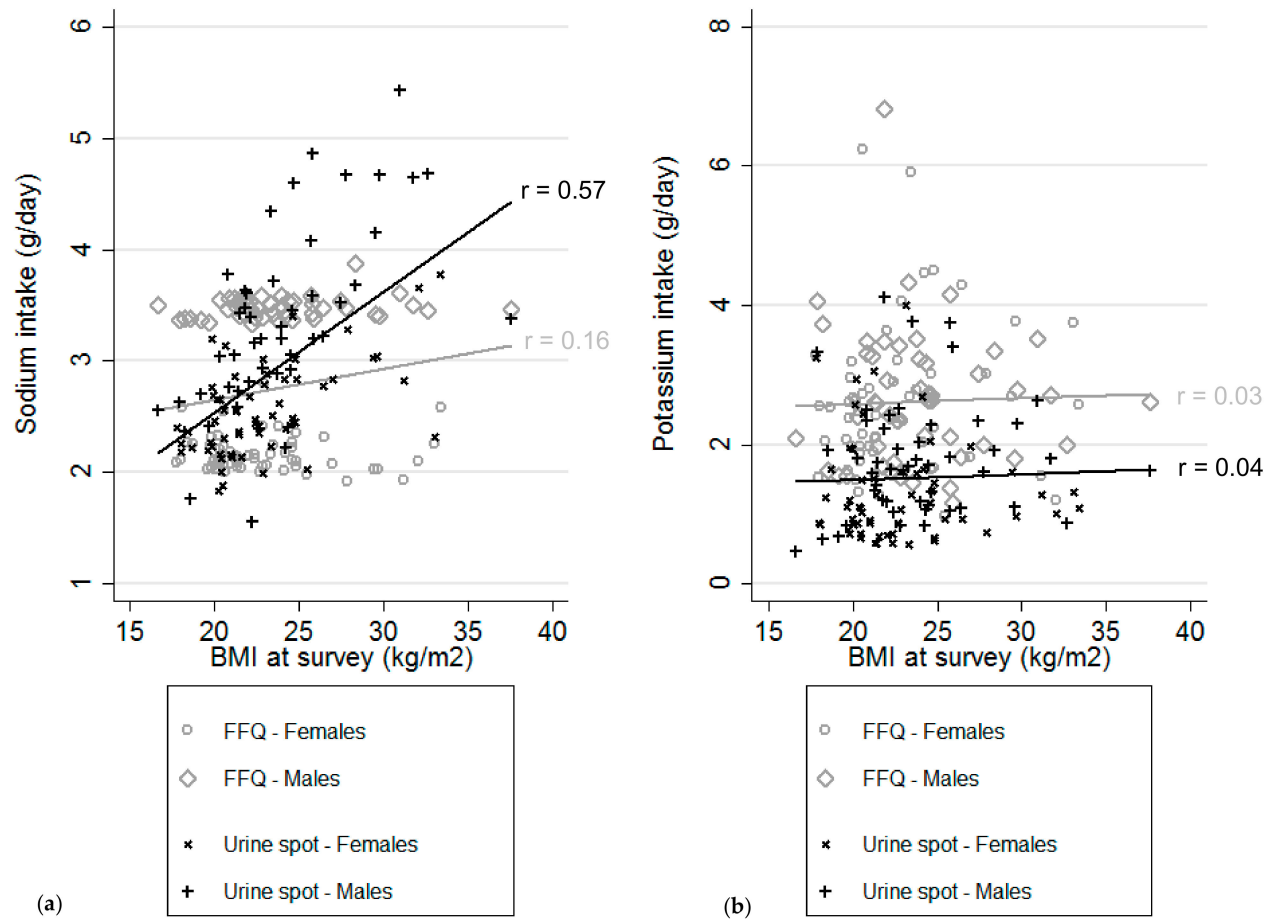 Sodium intake (g/day)
6
5
4
3
2
1
r = 0.57
r = 0.16
15 20 25 30 35 40
BMI at survey (kg/m2)
FFQ - Females
FFQ - Males
Urine spot - Females
Urine spot - Males
(a)
Potassium intake (g/day)
8
6
4
2
0
r = 0.03
r = 0.04
15 20 25 30 35 40
BMI at survey (kg/m2)
FFQ - Females
FFQ - Males
Urine spot - Females
Urine spot - Males
(b)